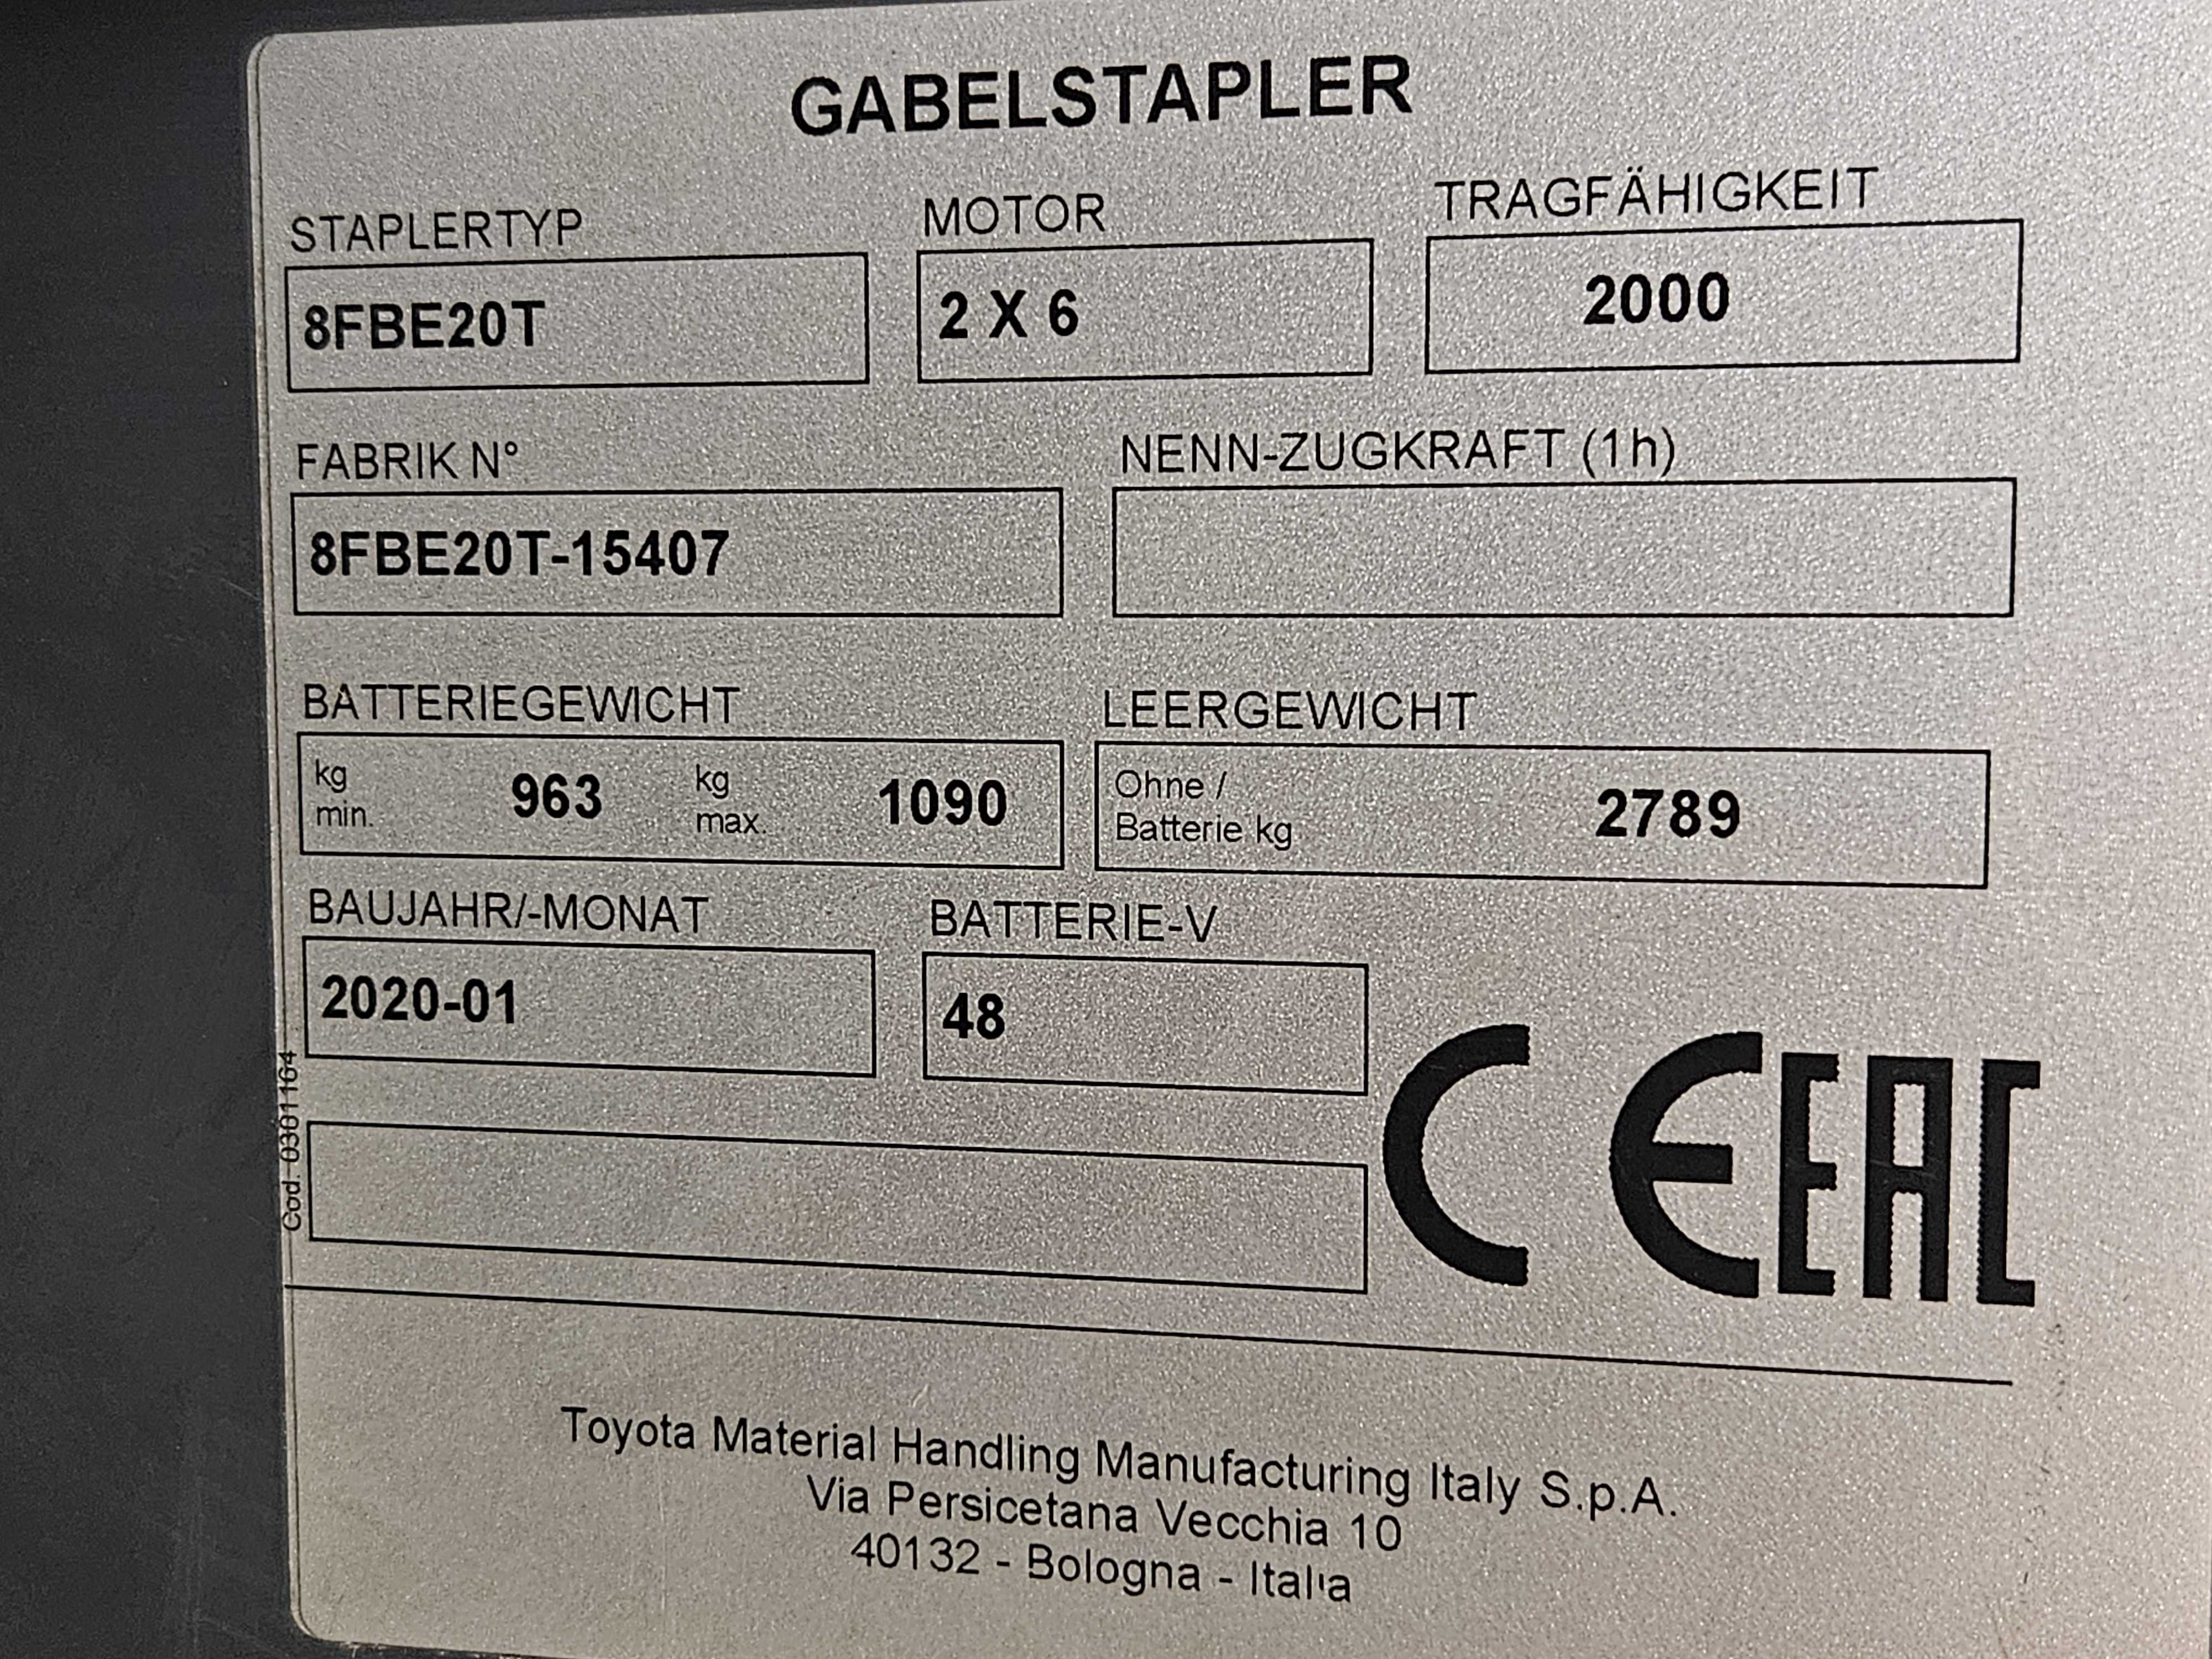 GABELSTAPLER
STAPLERTYP MOTOR TRAGFÄHIGKEIT
8FBE20T 2 X 6 2000
FABRIK N° NENN-ZUGKRAFT (1h)
8FBE20T-15407
BATTERIEGEWICHT LEERGEWICHT
kg min. 963 kg max. 1090 Ohne / Batterie kg 2789
BAUJAHR/-MONAT BATTERIE-V
2020-01 48
CE EAC
Cod. 0301164
Toyota Material Handling Manufacturing Italy S.p.A.
Via Persicetana Vecchia 10
40132 - Bologna - Italia